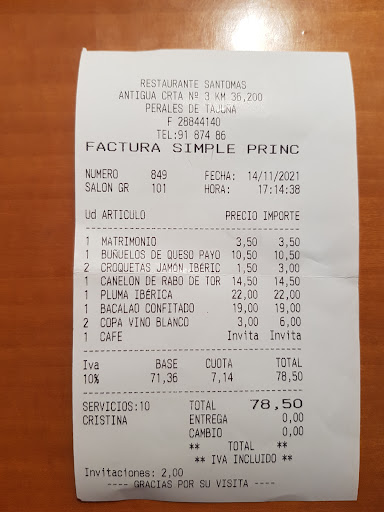 RESTAURANTE SANTOMAS
ANTIGUA CRTA Nº 3 KM 36,200
PERALES DE TAJUÑA
F 28844140
TEL:91 874 86
FACTURA SIMPLE PRINC
NUMERO 849 FECHA: 14/11/2021
SALON GR 101 HORA: 17:14:38
Ud ARTICULO PRECIO IMPORTE
1 MATRIMONIO 3,50 3,50
1 BUÑUELOS DE QUESO PAYO 10,50 10,50
2 CROQUETAS JAMON IBERIC 1,50 3,00
1 CANELON DE RABO DE TOR 14,50 14,50
1 PLUMA IBÉRICA 22,00 22,00
1 BACALAO CONFITADO 19,00 19,00
2 COPA VINO BLANCO 3,00 6,00
1 CAFE Invita Invita
Iva BASE CUOTA TOTAL
10% 71,36 7,14 78,50
SERVICIOS:10 TOTAL 78,50
CRISTINA ENTREGA 0,00
CAMBIO 0,00
** TOTAL **
** IVA INCLUIDO **
Invitaciones: 2,00
---- GRACIAS POR SU VISITA ----